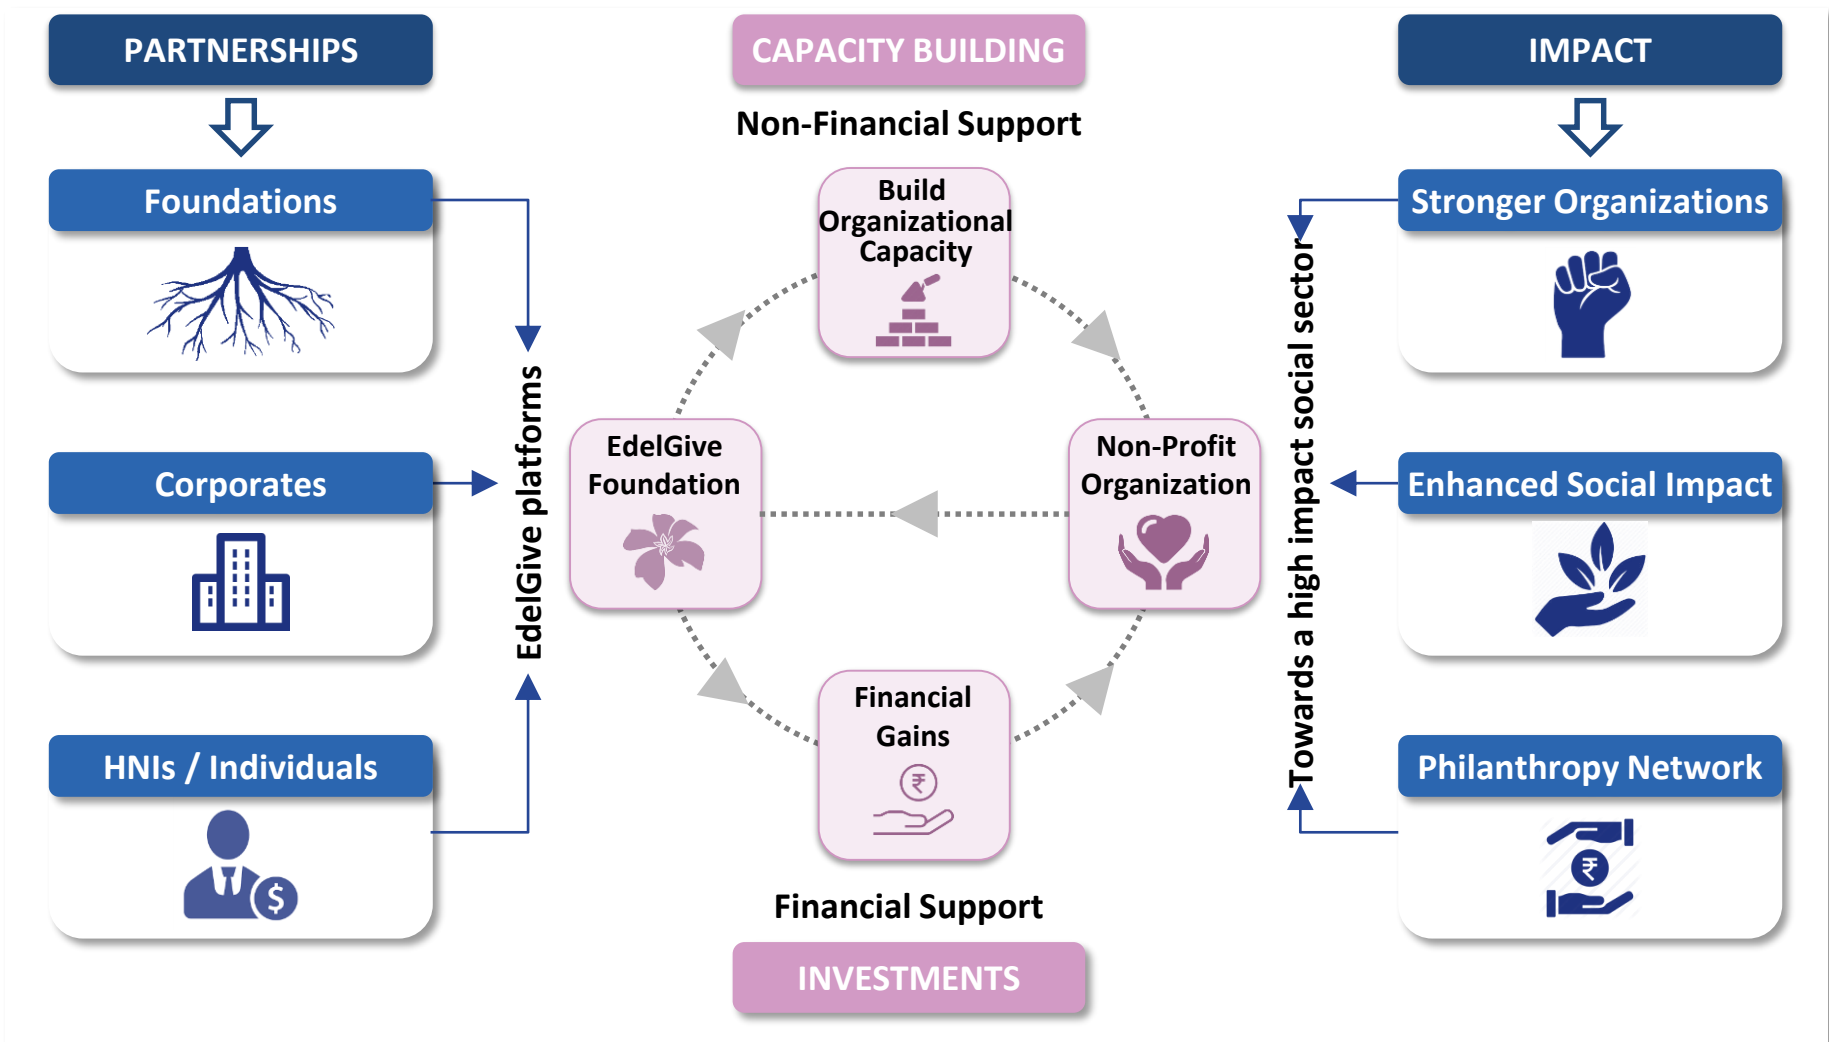 PARTNERSHIPS
Foundations
Corporates
HNIs / Individuals
$
EdelGive platforms
CAPACITY BUILDING
Non-Financial Support
Build
Organizational
Capacity
EdelGive
Foundation
Non-Profit
Organization
Financial
Gains
₹
Financial Support
INVESTMENTS
Towards a high impact social sector
IMPACT
Stronger Organizations
Enhanced Social Impact
Philanthropy Network
₹